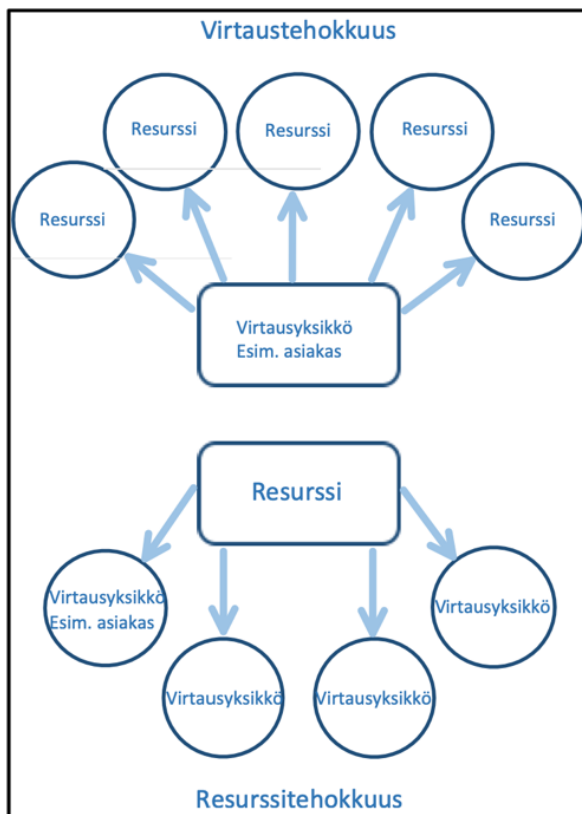 Virtaustehokkuus
Resurssi
Resurssi
Resurssi
Resurssi
Resurssi
Virtausyksikkö
Esim. asiakas
Resurssi
Virtausyksikkö
Esim. asiakas
Virtausyksikkö
Virtausyksikkö
Virtausyksikkö
Resurssitehokkuus